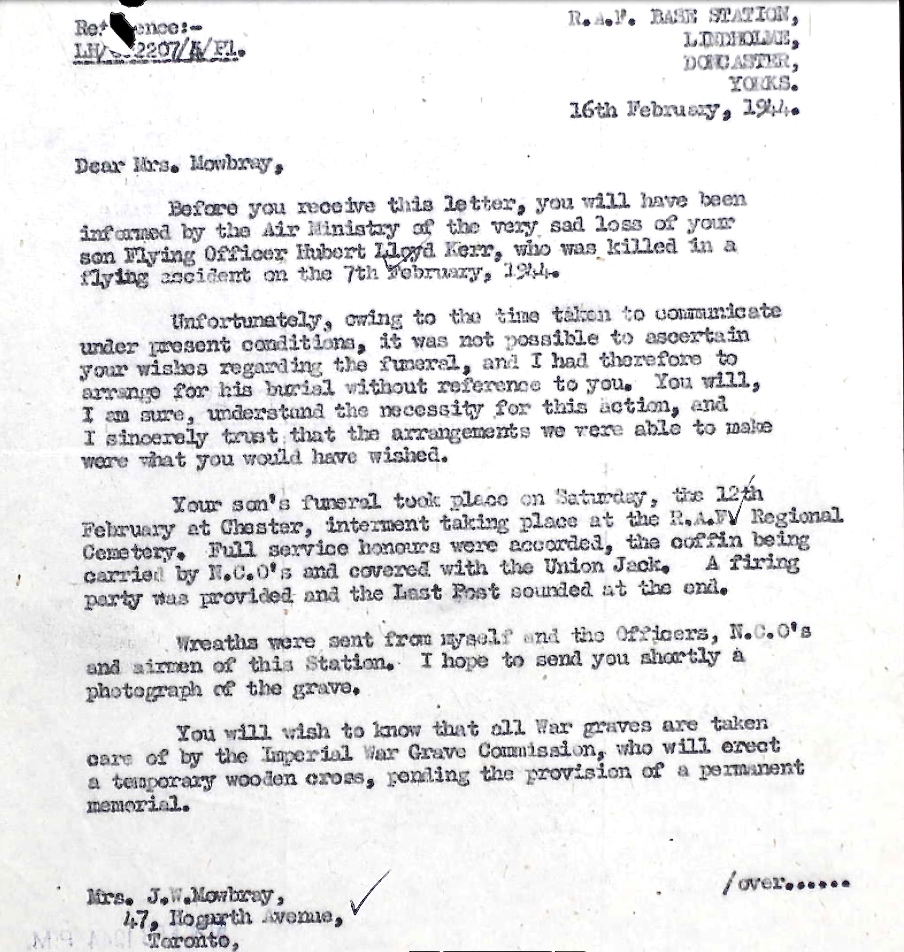 Reference:-
LH/ 2207/A/P1.
R.A.F. BASE STATION,
LINDHOLME,
DONCASTER,
YORKS.
16th February, 1944.
Dear Mrs. Mowbray,
Before you receive this letter, you will have been
informed by the Air Ministry of the very sad loss of your
son Flying Officer Hubert Lloyd Kerr, who was killed in a
flying accident on the 7th February, 1944.
Unfortunately, owing to the time taken to communicate
under present conditions, it was not possible to ascertain
your wishes regarding the funeral, and I had therefore to
arrange for his burial without reference to you. You will,
I am sure, understand the necessity for this action, and
I sincerely trust that the arrangements we were able to make
were what you would have wished.
Your son's funeral took place on Saturday, the 12th
February at Chester, interment taking place at the R.A.F. Regional
Cemetery. Full service honours were accorded, the coffin being
carried by N.C.O's and covered with the Union Jack. A firing
party was provided and the Last Post sounded at the end.
Wreaths were sent from myself and the Officers, N.C.O's
and airmen of this Station. I hope to send you shortly a
photograph of the grave.
You will wish to know that all War graves are taken
care of by the Imperial War Grave Commission, who will erect
a temporary wooden cross, pending the provision of a permanent
memorial.
/over......
Mrs. J.W.Mowbray,
47, Hogarth Avenue,
Toronto,